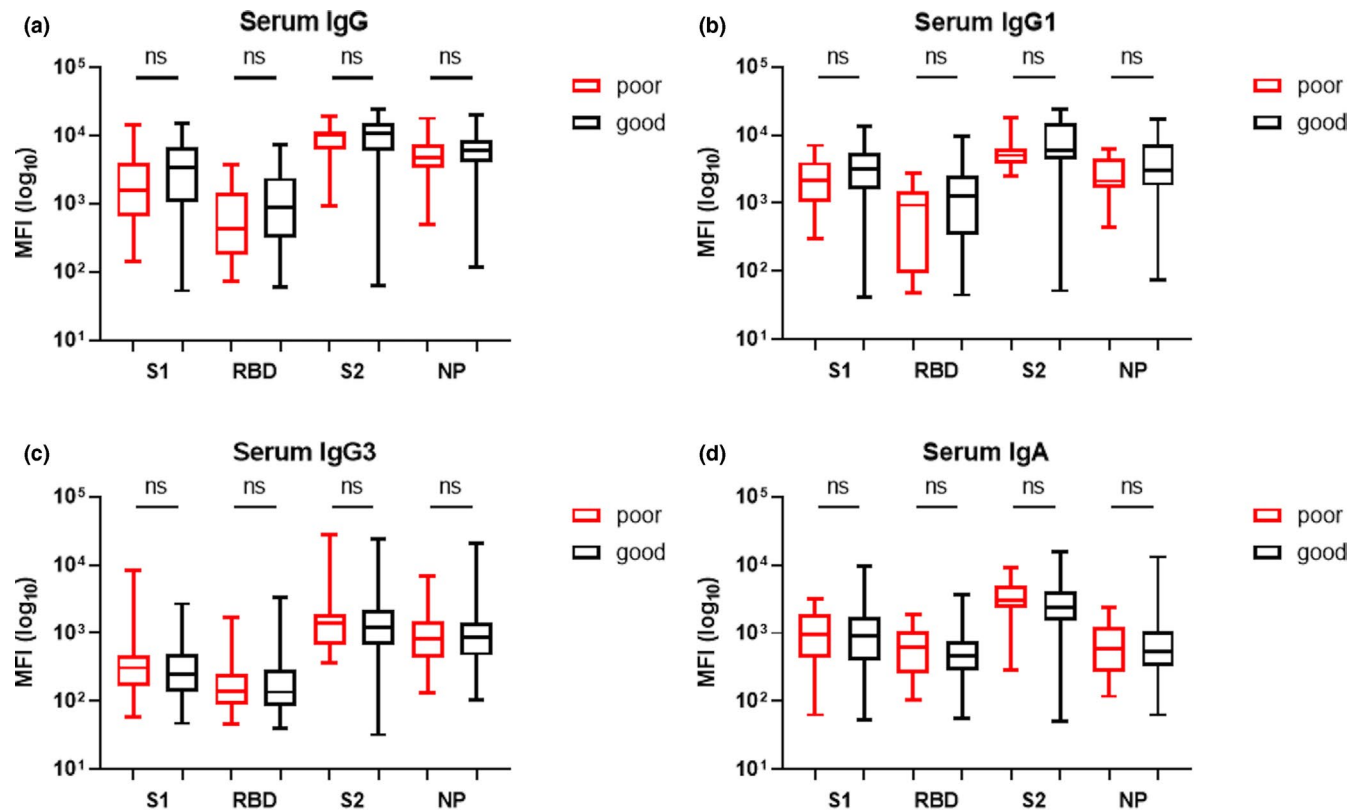 (a) Serum IgG
ns ns ns ns
10⁵
10⁴
10³
10²
10¹
MFI (log₁₀)
S1 RBD S2 NP
poor
good
(b) Serum IgG1
ns ns ns ns
10⁵
10⁴
10³
10²
10¹
MFI (log₁₀)
S1 RBD S2 NP
poor
good
(c) Serum IgG3
ns ns ns ns
10⁵
10⁴
10³
10²
10¹
MFI (log₁₀)
S1 RBD S2 NP
poor
good
(d) Serum IgA
ns ns ns ns
10⁵
10⁴
10³
10²
10¹
MFI (log₁₀)
S1 RBD S2 NP
poor
good